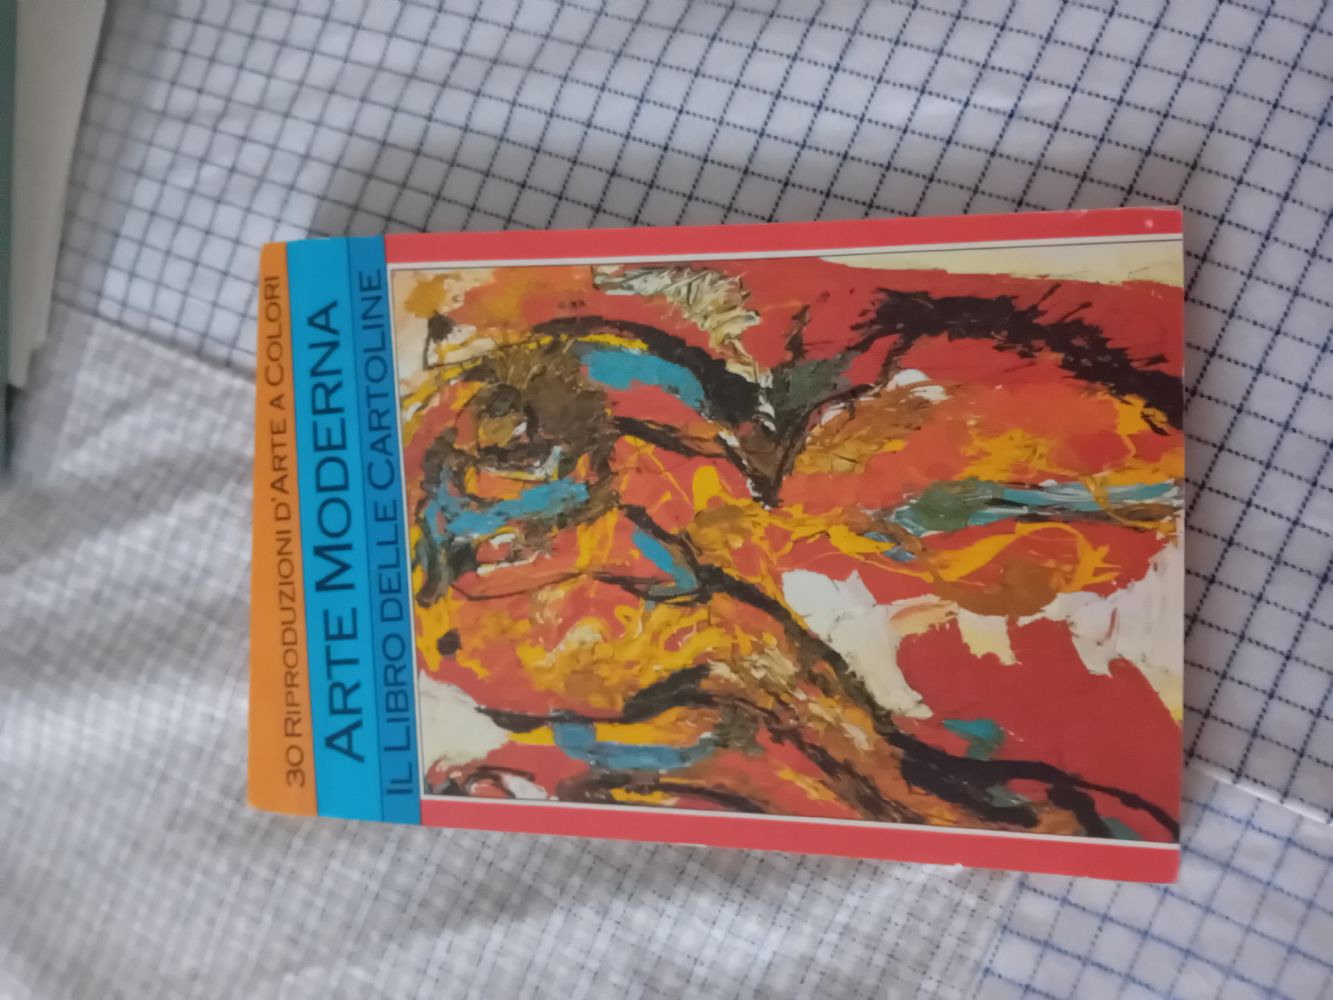 30 RIPRODUZIONI D'ARTE A COLORI
ARTE MODERNA
IL LIBRO DELLE CARTOLINE